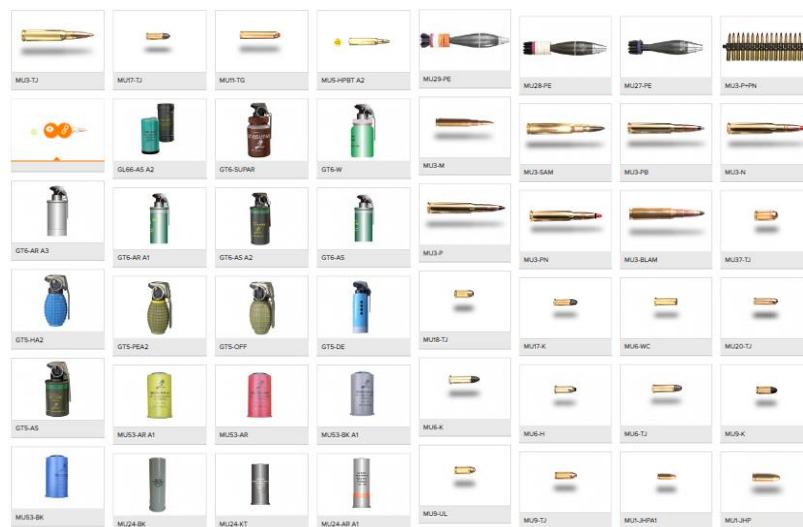 MU3-TJ
MU17-TJ
MU11-TG
MU5-HPBT A2
MU29-PE
MU28-PE
MU27-PE
MU3-P+PN
GL66-AS A2
GT6-SUPAR
GT6-W
MU3-M
MU3-SAM
MU3-PB
MU3-N
GT6-AR A3
GT6-AR A1
GT6-AS A2
GT6-AS
MU3-P
MU3-PN
MU3-BLAM
MU37-TJ
GT5-HA2
GT5-PEA2
GT5-OFF
GT5-DE
MU18-TJ
MU17-K
MU6-WC
MU20-TJ
GT5-AS
MU53-AR A1
MU53-AR
MU53-BK A1
MU6-K
MU6-H
MU6-TJ
MU9-K
MU53-BK
MU24-BK
MU24-KT
MU24-AR A1
MU9-UL
MU9-TJ
MU1-JHPA1
MU1-JHP